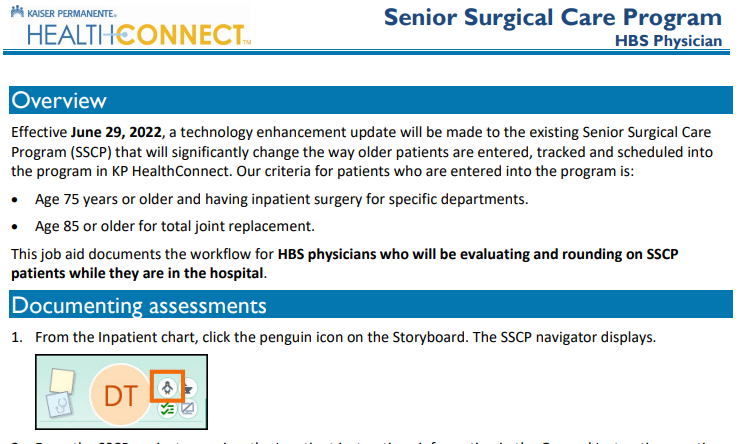 KAISER PERMANENTE®
HEALTHCONNECT™
Senior Surgical Care Program
HBS Physician
Overview
Effective June 29, 2022, a technology enhancement update will be made to the existing Senior Surgical Care
Program (SSCP) that will significantly change the way older patients are entered, tracked and scheduled into
the program in KP HealthConnect. Our criteria for patients who are entered into the program is:
• Age 75 years or older and having inpatient surgery for specific departments.
• Age 85 or older for total joint replacement.
This job aid documents the workflow for HBS physicians who will be evaluating and rounding on SSCP
patients while they are in the hospital.
Documenting assessments
1. From the Inpatient chart, click the penguin icon on the Storyboard. The SSCP navigator displays.
DT